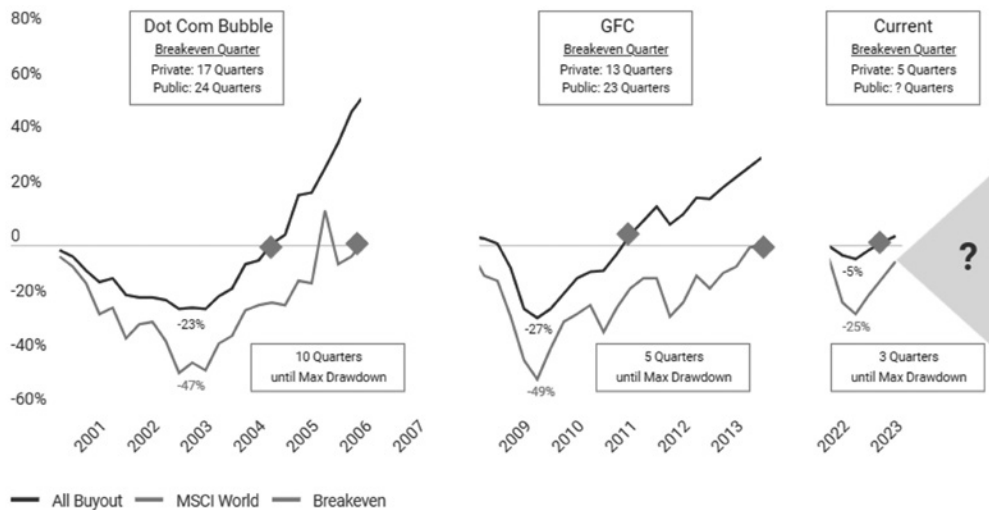 80%
60%
40%
20%
0
-20%
-40%
-60%
Dot Com Bubble
Breakeven Quarter
Private: 17 Quarters
Public: 24 Quarters
-23%
-47%
10 Quarters
until Max Drawdown
2001 2002 2003 2004 2005 2006 2007
GFC
Breakeven Quarter
Private: 13 Quarters
Public: 23 Quarters
-27%
-49%
5 Quarters
until Max Drawdown
2009 2010 2011 2012 2013
Current
Breakeven Quarter
Private: 5 Quarters
Public: ? Quarters
-5%
-25%
?
3 Quarters
until Max Drawdown
2022 2023
All Buyout MSCI World Breakeven